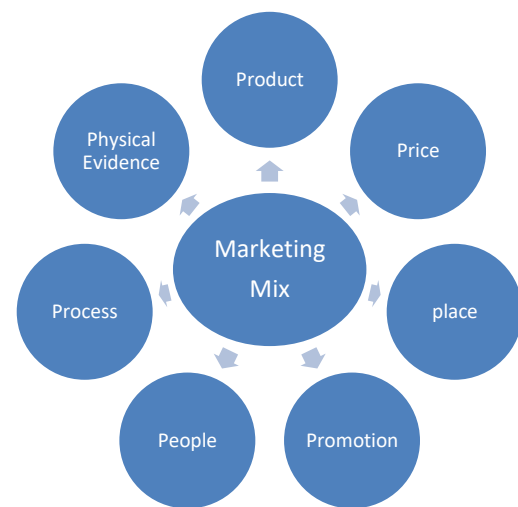 Product
Price
place
Promotion
People
Process
Physical
Evidence
Marketing
Mix